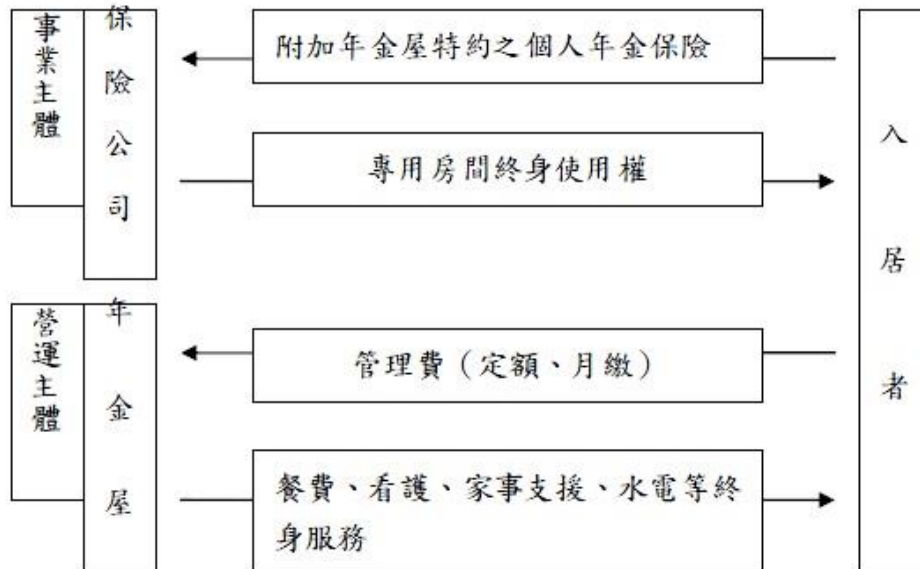 事業主體
保險公司
附加年金屋特約之個人年金保險
專用房間終身使用權
入居者
營運主體
年金屋
管理費（定額、月繳）
餐費、看護、家事支援、水電等終
身服務